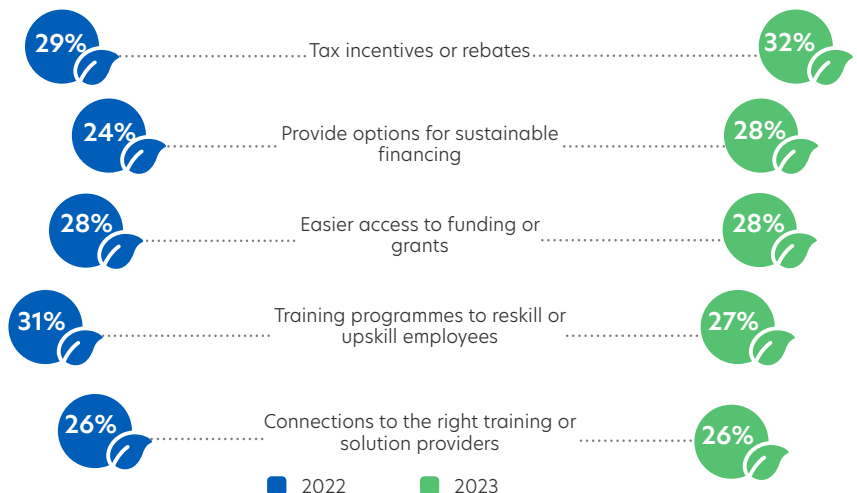 29%
Tax incentives or rebates
32%
24%
Provide options for sustainable
financing
28%
28%
Easier access to funding or
grants
28%
31%
Training programmes to reskill or
upskill employees
27%
26%
Connections to the right training or
solution providers
26%
2022
2023